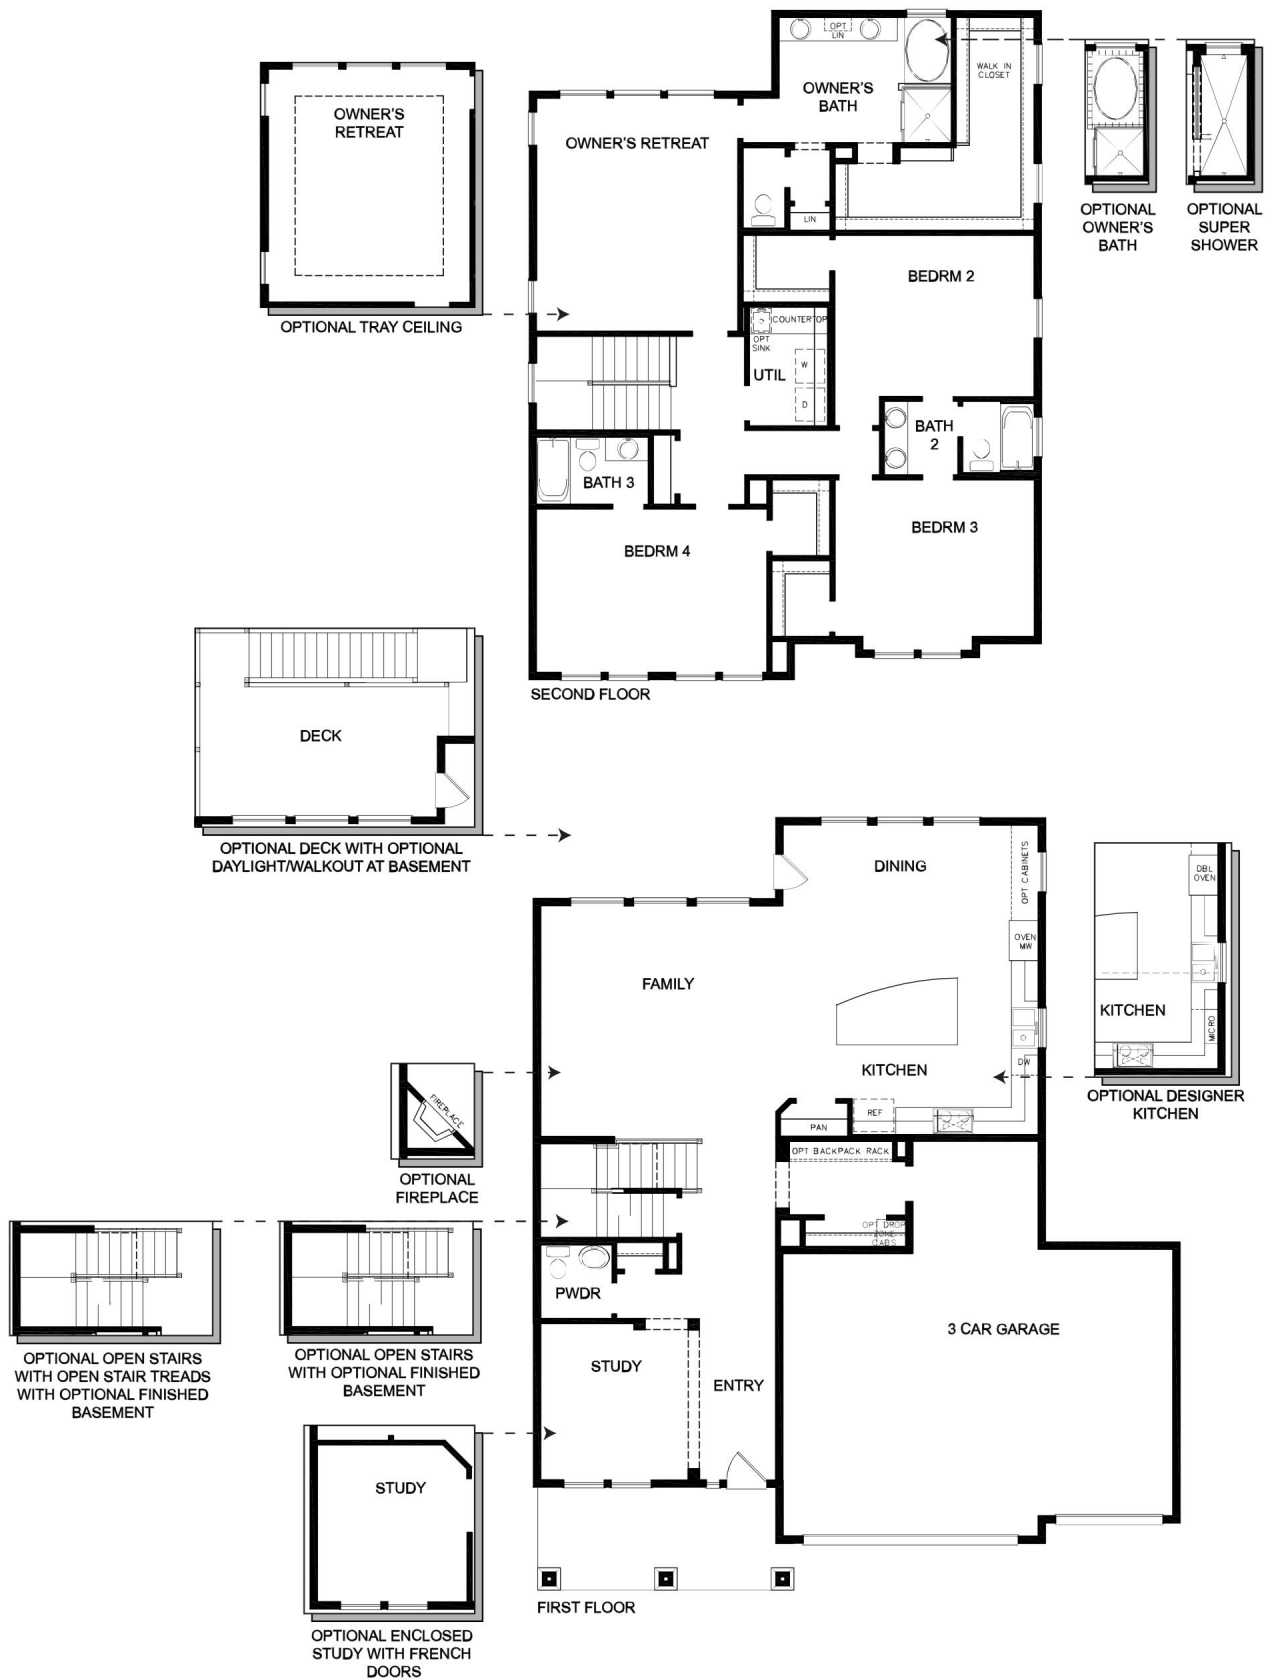 OWNER'S
RETREAT
OPTIONAL TRAY CEILING
OPT
LIN
OWNER'S
BATH
WALK IN
CLOSET
OWNER'S RETREAT
LIN
OPTIONAL
OWNER'S
BATH
OPTIONAL
SUPER
SHOWER
BEDRM 2
COUNTERTOP
OPT
SINK
UTIL
W
D
BATH
2
BATH 3
BEDRM 4
BEDRM 3
SECOND FLOOR
DECK
OPTIONAL DECK WITH OPTIONAL
DAYLIGHT/WALKOUT AT BASEMENT
DINING
OPT CABINETS
OVEN
MW
FAMILY
KITCHEN
DW
REF
PAN
DBL
OVEN
KITCHEN
MICRO
OPTIONAL DESIGNER
KITCHEN
FIREPLACE
OPTIONAL
FIREPLACE
OPT BACKPACK RACK
OPT DROP
ZONE
CABS
PWDR
3 CAR GARAGE
STUDY
ENTRY
OPTIONAL OPEN STAIRS
WITH OPEN STAIR TREADS
WITH OPTIONAL FINISHED
BASEMENT
OPTIONAL OPEN STAIRS
WITH OPTIONAL FINISHED
BASEMENT
STUDY
OPTIONAL ENCLOSED
STUDY WITH FRENCH
DOORS
FIRST FLOOR